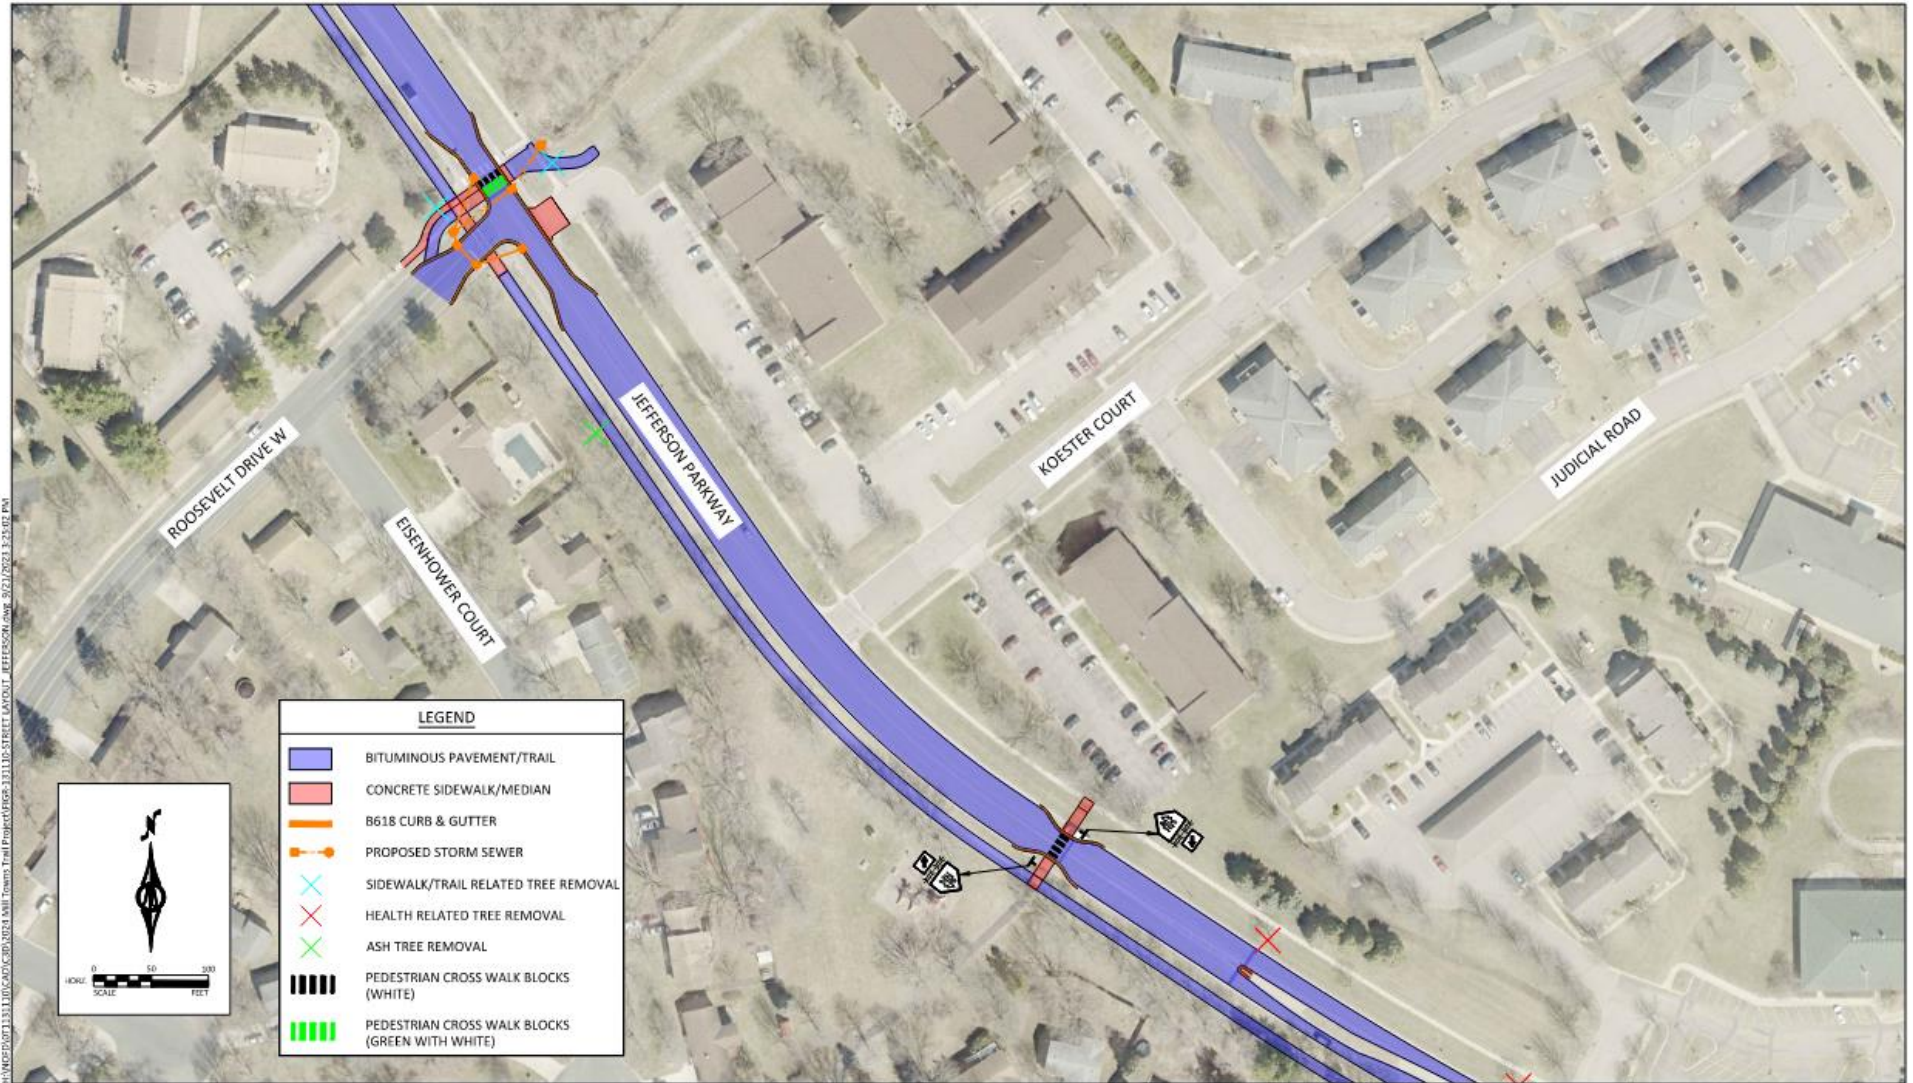 ROOSEVELT DRIVE W
EISENHOWER COURT
JEFFERSON PARKWAY
KOESTER COURT
JUDICIAL ROAD
LEGEND
BITUMINOUS PAVEMENT/TRAIL
CONCRETE SIDEWALK/MEDIAN
B618 CURB & GUTTER
PROPOSED STORM SEWER
SIDEWALK/TRAIL RELATED TREE REMOVAL
HEALTH RELATED TREE REMOVAL
ASH TREE REMOVAL
PEDESTRIAN CROSS WALK BLOCKS
(WHITE)
PEDESTRIAN CROSS WALK BLOCKS
(GREEN WITH WHITE)
N
0 50 100
SCALE FEET